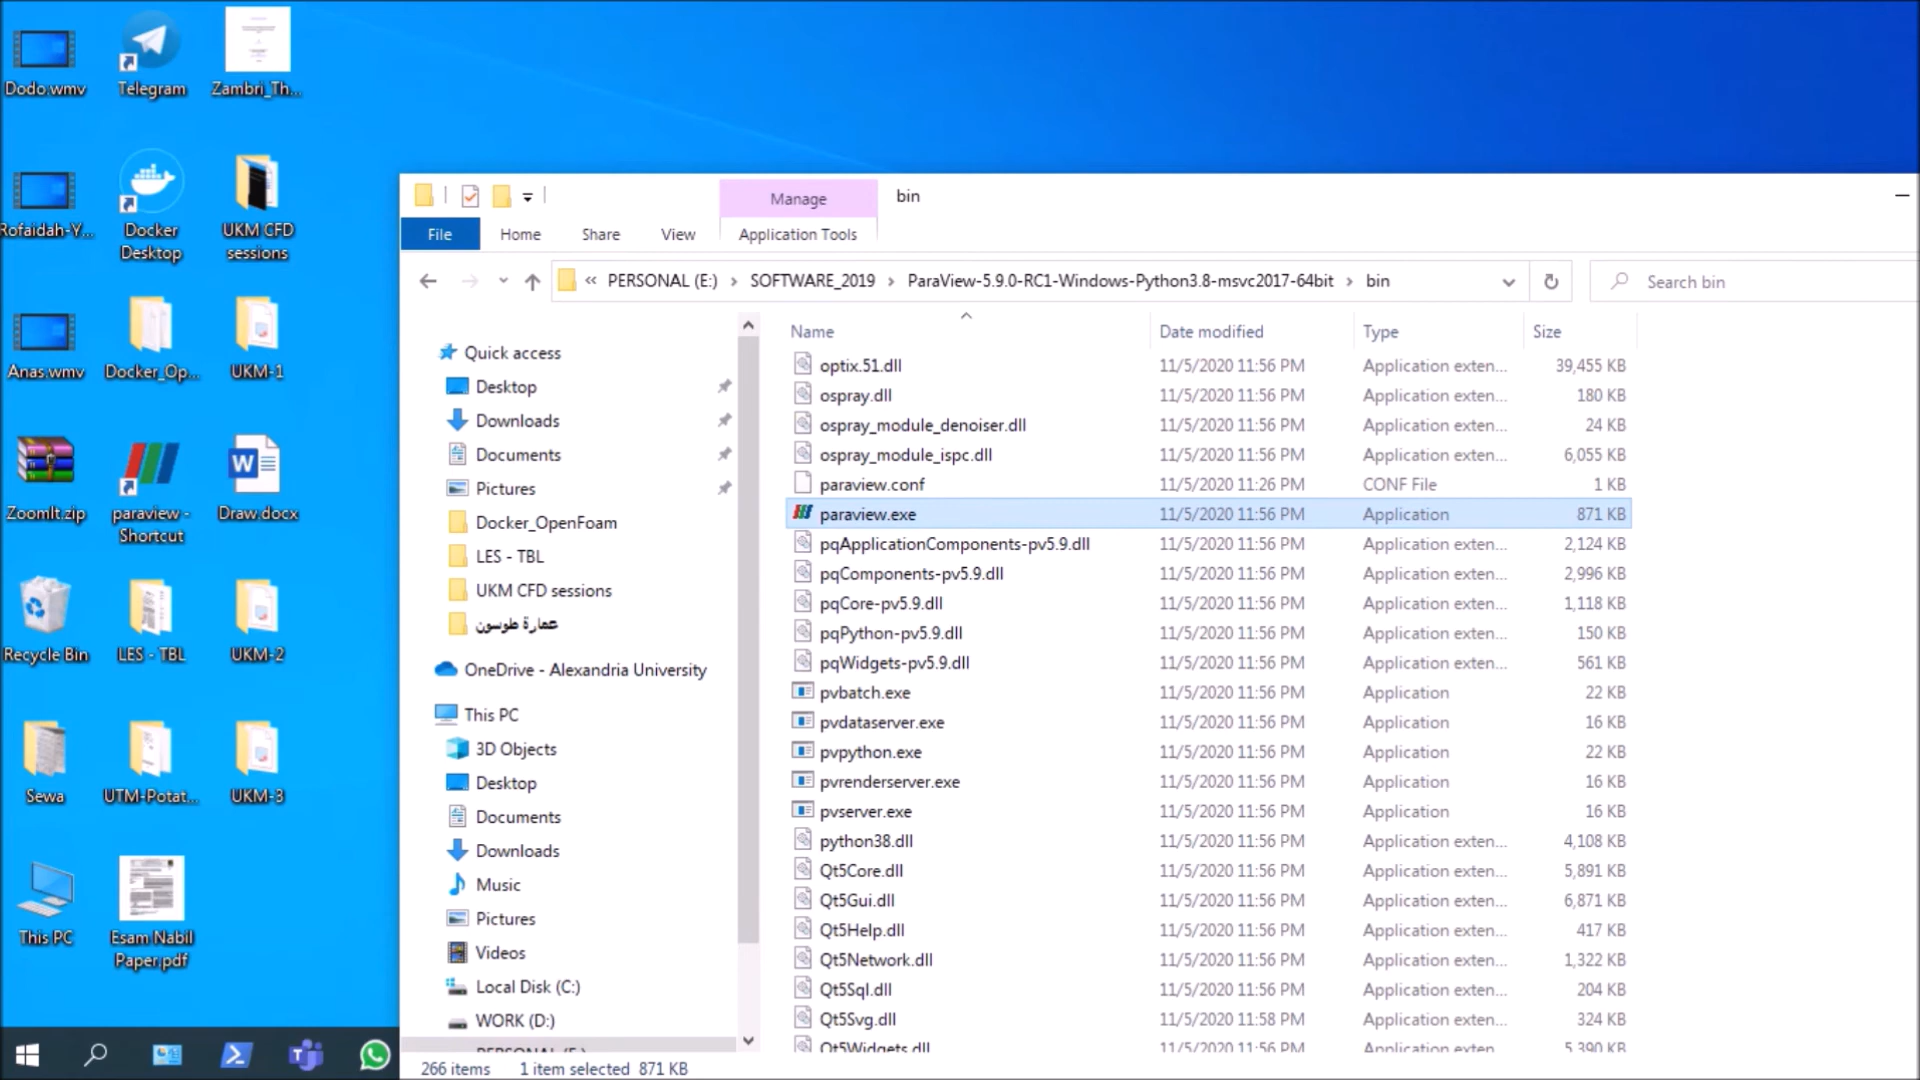 Dodo.wmv
Telegram
Zambri_Th...
Rofaidah-Y...
Docker
Desktop
UKM CFD
sessions
Anas.wmv
Docker_Op...
UKM-1
ZoomIt.zip
paraview -
Shortcut
Draw.docx
Recycle Bin
LES - TBL
UKM-2
Sewa
UTM-Potat...
UKM-3
This PC
Esam Nabil
Paper.pdf
Manage
bin
File
Home
Share
View
Application Tools
« PERSONAL (E:) › SOFTWARE_2019 › ParaView-5.9.0-RC1-Windows-Python3.8-msvc2017-64bit › bin
Search bin
Quick access
Desktop
Downloads
Documents
Pictures
Docker_OpenFoam
LES - TBL
UKM CFD sessions
عمارة طوسون
OneDrive - Alexandria University
This PC
3D Objects
Desktop
Documents
Downloads
Music
Pictures
Videos
Local Disk (C:)
WORK (D:)
PERSONAL (E:)
Name Date modified Type Size
optix.51.dll 11/5/2020 11:56 PM Application exten... 39,455 KB
ospray.dll 11/5/2020 11:56 PM Application exten... 180 KB
ospray_module_denoiser.dll 11/5/2020 11:56 PM Application exten... 24 KB
ospray_module_ispc.dll 11/5/2020 11:56 PM Application exten... 6,055 KB
paraview.conf 11/5/2020 11:26 PM CONF File 1 KB
paraview.exe 11/5/2020 11:56 PM Application 871 KB
pqApplicationComponents-pv5.9.dll 11/5/2020 11:56 PM Application exten... 2,124 KB
pqComponents-pv5.9.dll 11/5/2020 11:56 PM Application exten... 2,996 KB
pqCore-pv5.9.dll 11/5/2020 11:56 PM Application exten... 1,118 KB
pqPython-pv5.9.dll 11/5/2020 11:56 PM Application exten... 150 KB
pqWidgets-pv5.9.dll 11/5/2020 11:56 PM Application exten... 561 KB
pvbatch.exe 11/5/2020 11:56 PM Application 22 KB
pvdataserver.exe 11/5/2020 11:56 PM Application 16 KB
pvpython.exe 11/5/2020 11:56 PM Application 22 KB
pvrenderserver.exe 11/5/2020 11:56 PM Application 16 KB
pvserver.exe 11/5/2020 11:56 PM Application 16 KB
python38.dll 11/5/2020 11:56 PM Application exten... 4,108 KB
Qt5Core.dll 11/5/2020 11:56 PM Application exten... 5,891 KB
Qt5Gui.dll 11/5/2020 11:56 PM Application exten... 6,871 KB
Qt5Help.dll 11/5/2020 11:56 PM Application exten... 417 KB
Qt5Network.dll 11/5/2020 11:56 PM Application exten... 1,322 KB
Qt5Sql.dll 11/5/2020 11:56 PM Application exten... 204 KB
Qt5Svg.dll 11/5/2020 11:58 PM Application exten... 324 KB
Qt5Widgets.dll 11/5/2020 11:56 PM Application exten... 5,390 KB
266 items 1 item selected 871 KB